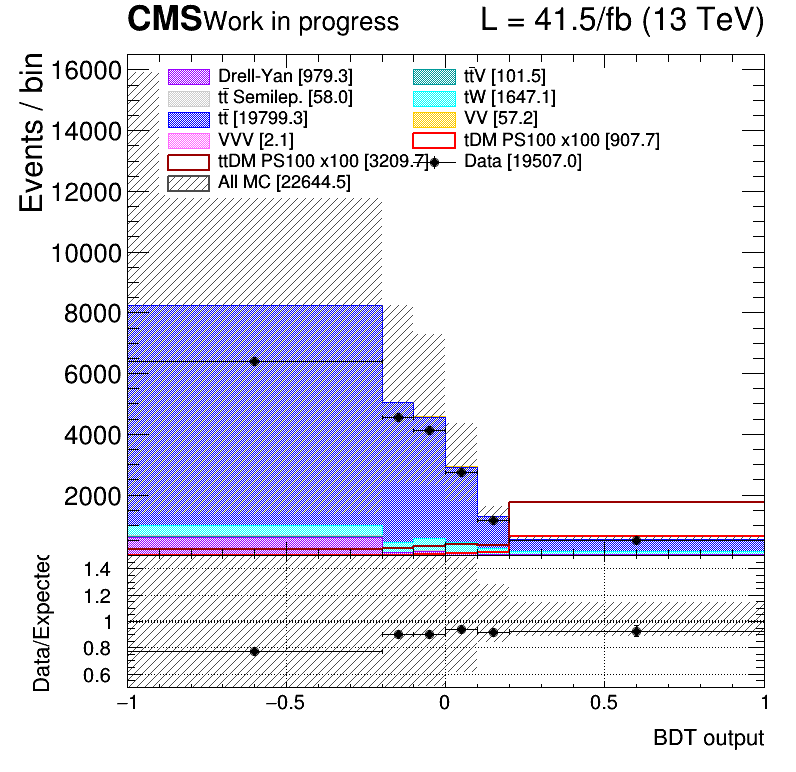 CMS Work in progress L = 41.5/fb (13 TeV)
Events / bin
16000
14000
12000
10000
8000
6000
4000
2000
Drell-Yan [979.3] tt̄V [101.5]
tt̄ Semilep. [58.0] tW [1647.1]
tt̄ [19799.3] VV [57.2]
VVV [2.1] tDM PS100 x100 [907.7]
ttDM PS100 x100 [3209.7] Data [19507.0]
All MC [22644.5]
Data/Expected
1.4
1.2
1
0.8
0.6
−1 −0.5 0 0.5 1
BDT output